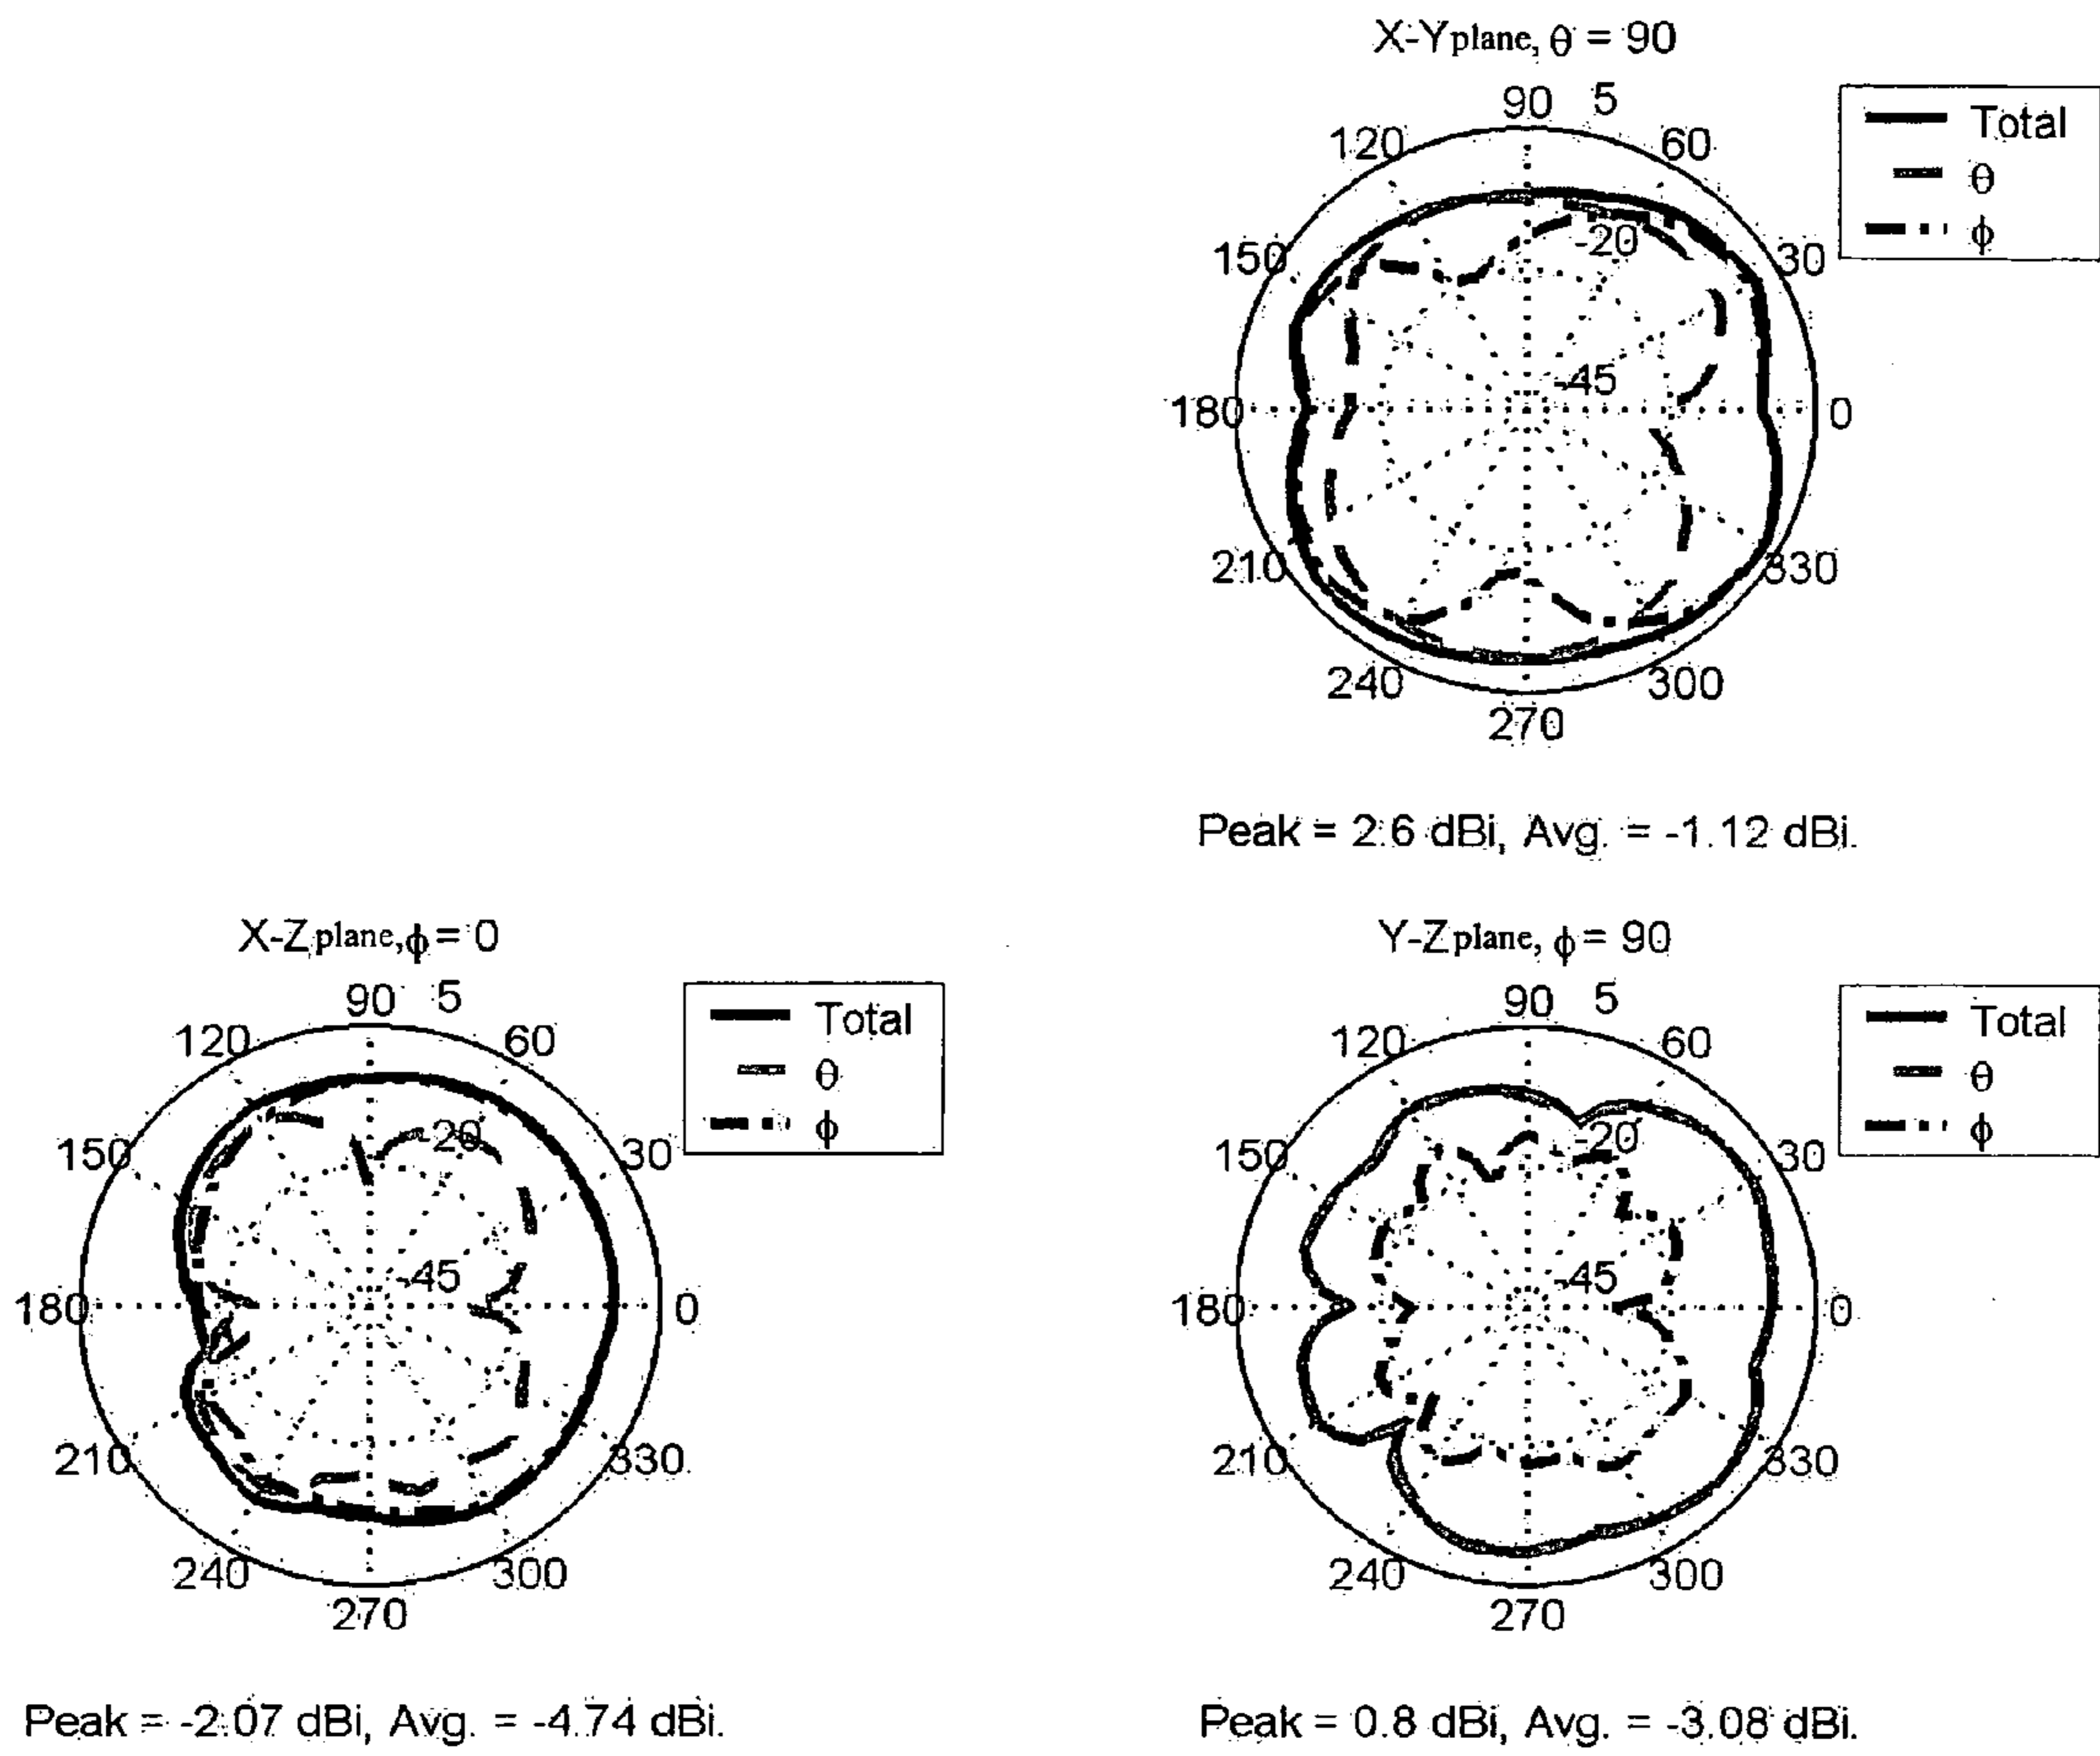 X-Yplane, θ = 90
90 5
120 60
150 30
-20
-45
180 0
210 330
240 300
270
Total
θ
ϕ
Peak = 2.6 dBi, Avg. = -1.12 dBi.
X-Zplane,ϕ = 0
90 5
120 60
150 30
-20
-45
180 0
210 330
240 300
270
Total
θ
ϕ
Peak = -2.07 dBi, Avg. = -4.74 dBi.
Y-Zplane, ϕ = 90
90 5
120 60
150 30
-20
-45
180 0
210 330
240 300
270
Total
θ
ϕ
Peak = 0.8 dBi, Avg. = -3.08 dBi.